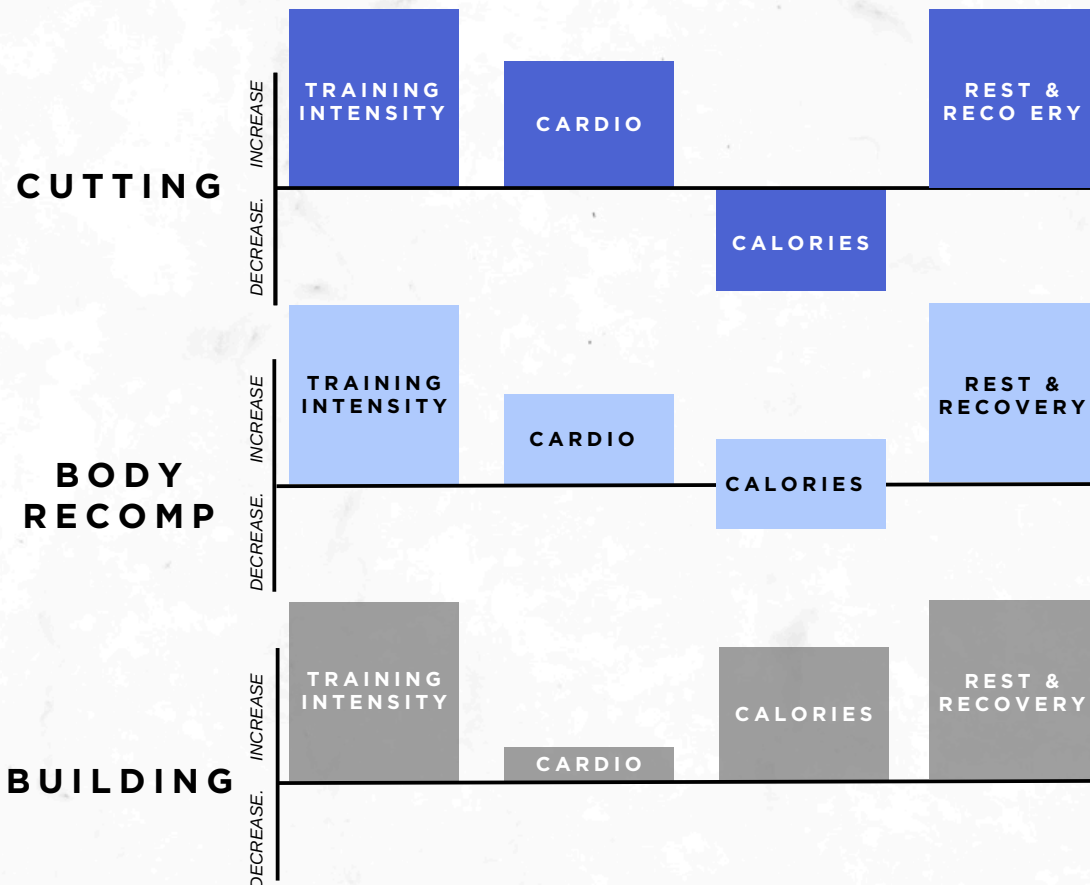 INCREASE
DECREASE.
CUTTING
TRAINING
INTENSITY
CARDIO
CALORIES
REST &
RECO ERY
INCREASE
DECREASE.
BODY
RECOMP
TRAINING
INTENSITY
CARDIO
CALORIES
REST &
RECOVERY
INCREASE
DECREASE.
BUILDING
TRAINING
INTENSITY
CARDIO
CALORIES
REST &
RECOVERY